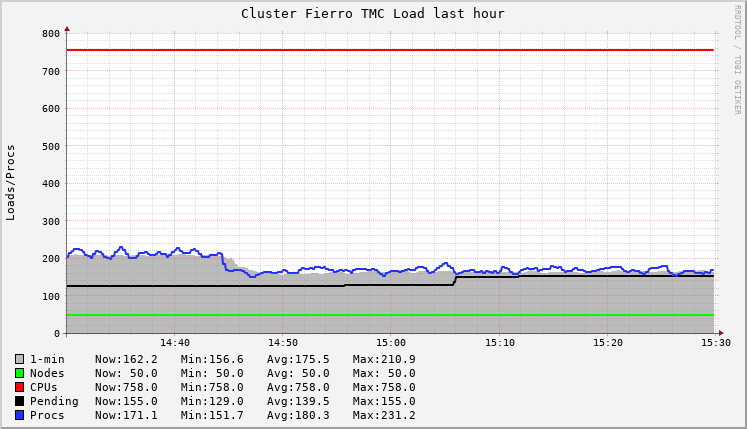 Cluster Fierro TMC Load last hour
RRDTOOL / TOBI OETIKER
Loads/Procs
800
700
600
500
400
300
200
100
0
14:40 14:50 15:00 15:10 15:20 15:30
1-min Now:162.2 Min:156.6 Avg:175.5 Max:210.9
Nodes Now: 50.0 Min: 50.0 Avg: 50.0 Max: 50.0
CPUs Now:758.0 Min:758.0 Avg:758.0 Max:758.0
Pending Now:155.0 Min:129.0 Avg:139.5 Max:155.0
Procs Now:171.1 Min:151.7 Avg:180.3 Max:231.2